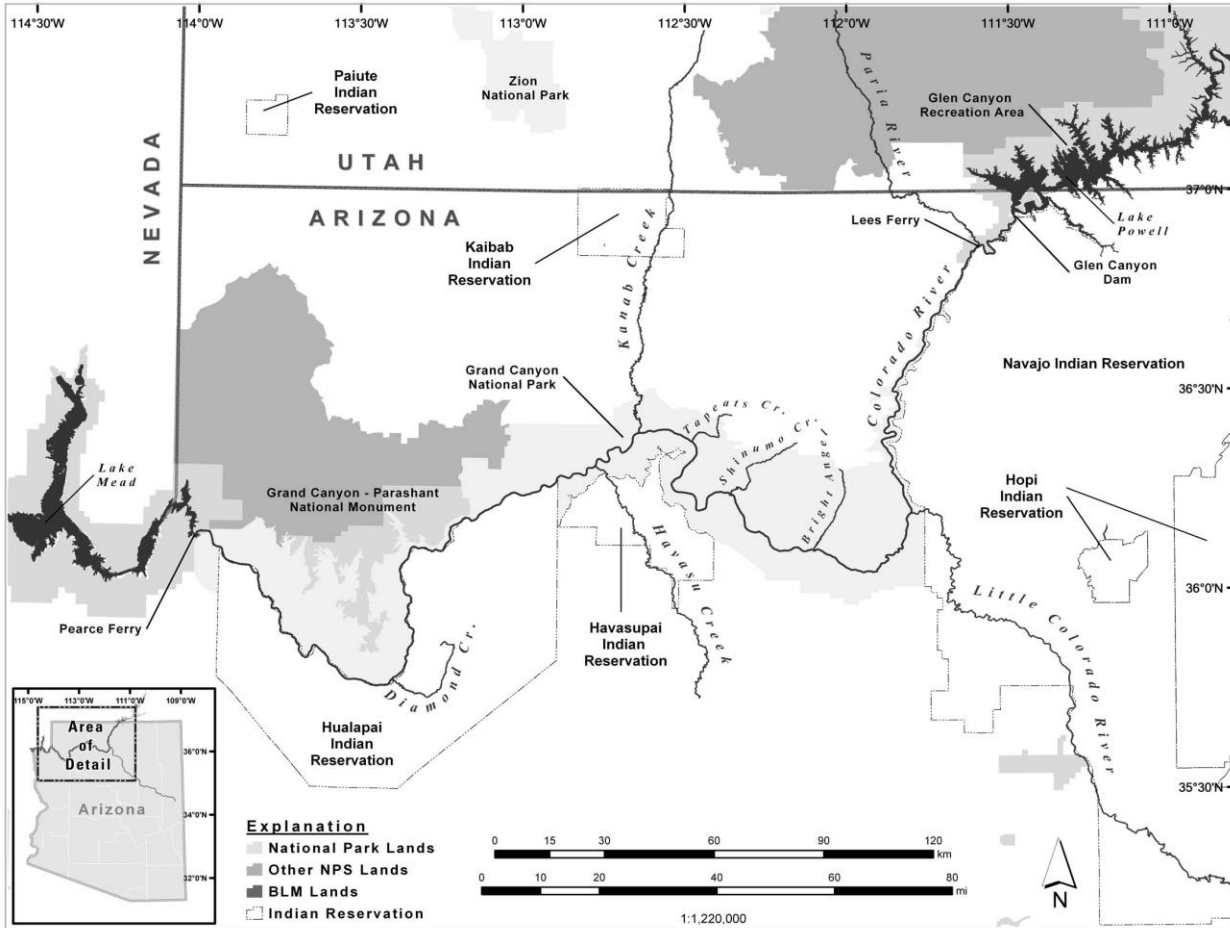 114°30'W
114°0'W
113°30'W
113°0'W
112°30'W
112°0'W
111°30'W
111°0'W
Paiute
Indian
Reservation
Zion
National Park
Paria River
Glen Canyon
Recreation Area
NEVADA
UTAH
ARIZONA
37°0'N
Kaibab
Indian
Reservation
Kanab Creek
Lees Ferry
Lake
Powell
Glen Canyon
Dam
Colorado River
Navajo Indian Reservation
Grand Canyon
National Park
36°30'N
Tapeats Cr.
Shinumo Cr.
Bright Angel
Lake
Mead
Grand Canyon - Parashant
National Monument
Hopi
Indian
Reservation
Havasu Creek
36°0'N
Pearce Ferry
Havasupai
Indian
Reservation
Little Colorado River
Diamond Cr.
Hualapai
Indian
Reservation
115°0'W
113°0'W
111°0'W
109°0'W
Area
of
Detail
36°0'N
Arizona
34°0'N
32°0'N
35°30'N
Explanation
National Park Lands
Other NPS Lands
BLM Lands
Indian Reservation
0 15 30 60 90 120
km
0 10 20 40 60 80
mi
1:1,220,000
N